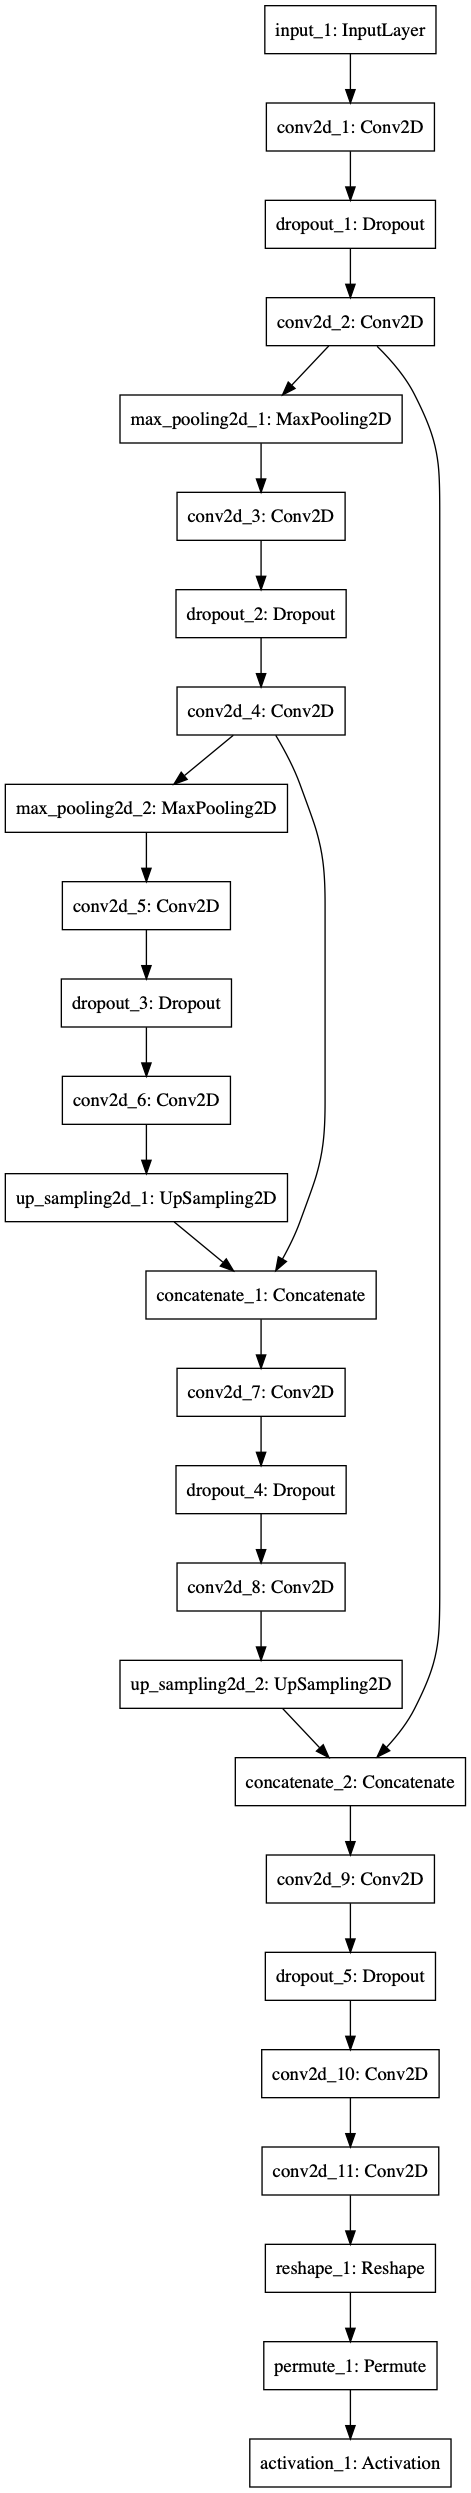 input_1: InputLayer
conv2d_1: Conv2D
dropout_1: Dropout
conv2d_2: Conv2D
max_pooling2d_1: MaxPooling2D
conv2d_3: Conv2D
dropout_2: Dropout
conv2d_4: Conv2D
max_pooling2d_2: MaxPooling2D
conv2d_5: Conv2D
dropout_3: Dropout
conv2d_6: Conv2D
up_sampling2d_1: UpSampling2D
concatenate_1: Concatenate
conv2d_7: Conv2D
dropout_4: Dropout
conv2d_8: Conv2D
up_sampling2d_2: UpSampling2D
concatenate_2: Concatenate
conv2d_9: Conv2D
dropout_5: Dropout
conv2d_10: Conv2D
conv2d_11: Conv2D
reshape_1: Reshape
permute_1: Permute
activation_1: Activation